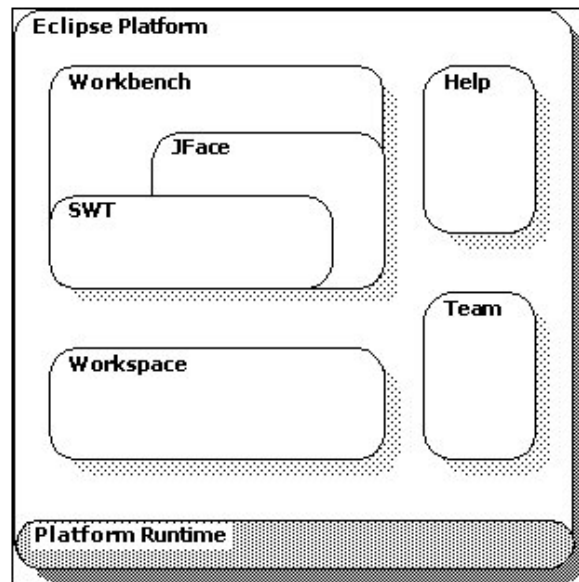 Eclipse Platform
Workbench
Help
JFace
SWT
Team
Workspace
Platform Runtime